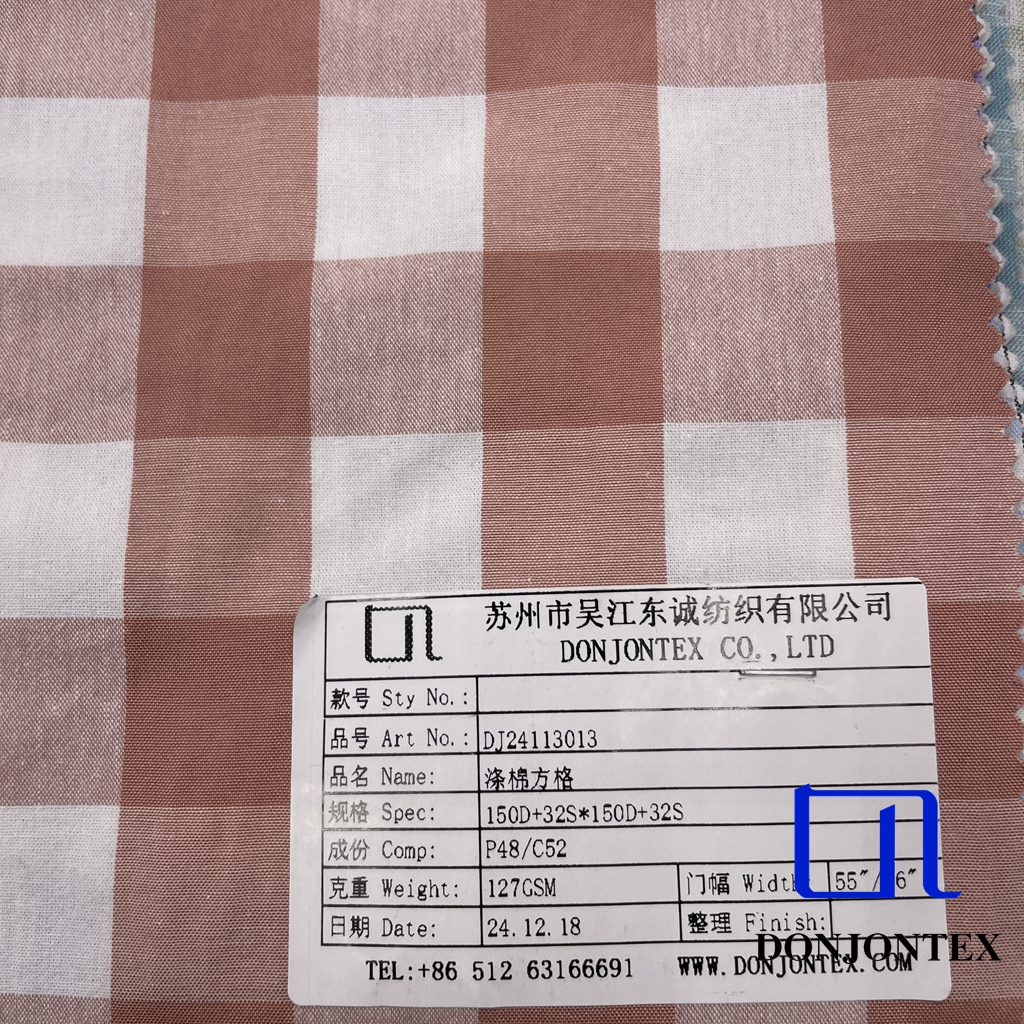 苏州市吴江东诚纺织有限公司
DONJONTEX CO.,LTD
款号 Sty No.:
品号 Art No.: DJ24113013
品名 Name: 涤棉方格
规格 Spec: 150D+32S*150D+32S
成份 Comp: P48/C52
克重 Weight: 127GSM 门幅 Width: 55″/ 6″
日期 Date: 24.12.18 整理 Finish:
TEL:+86 512 63166691 WWW.DONJONTEX.COM
DONJONTEX